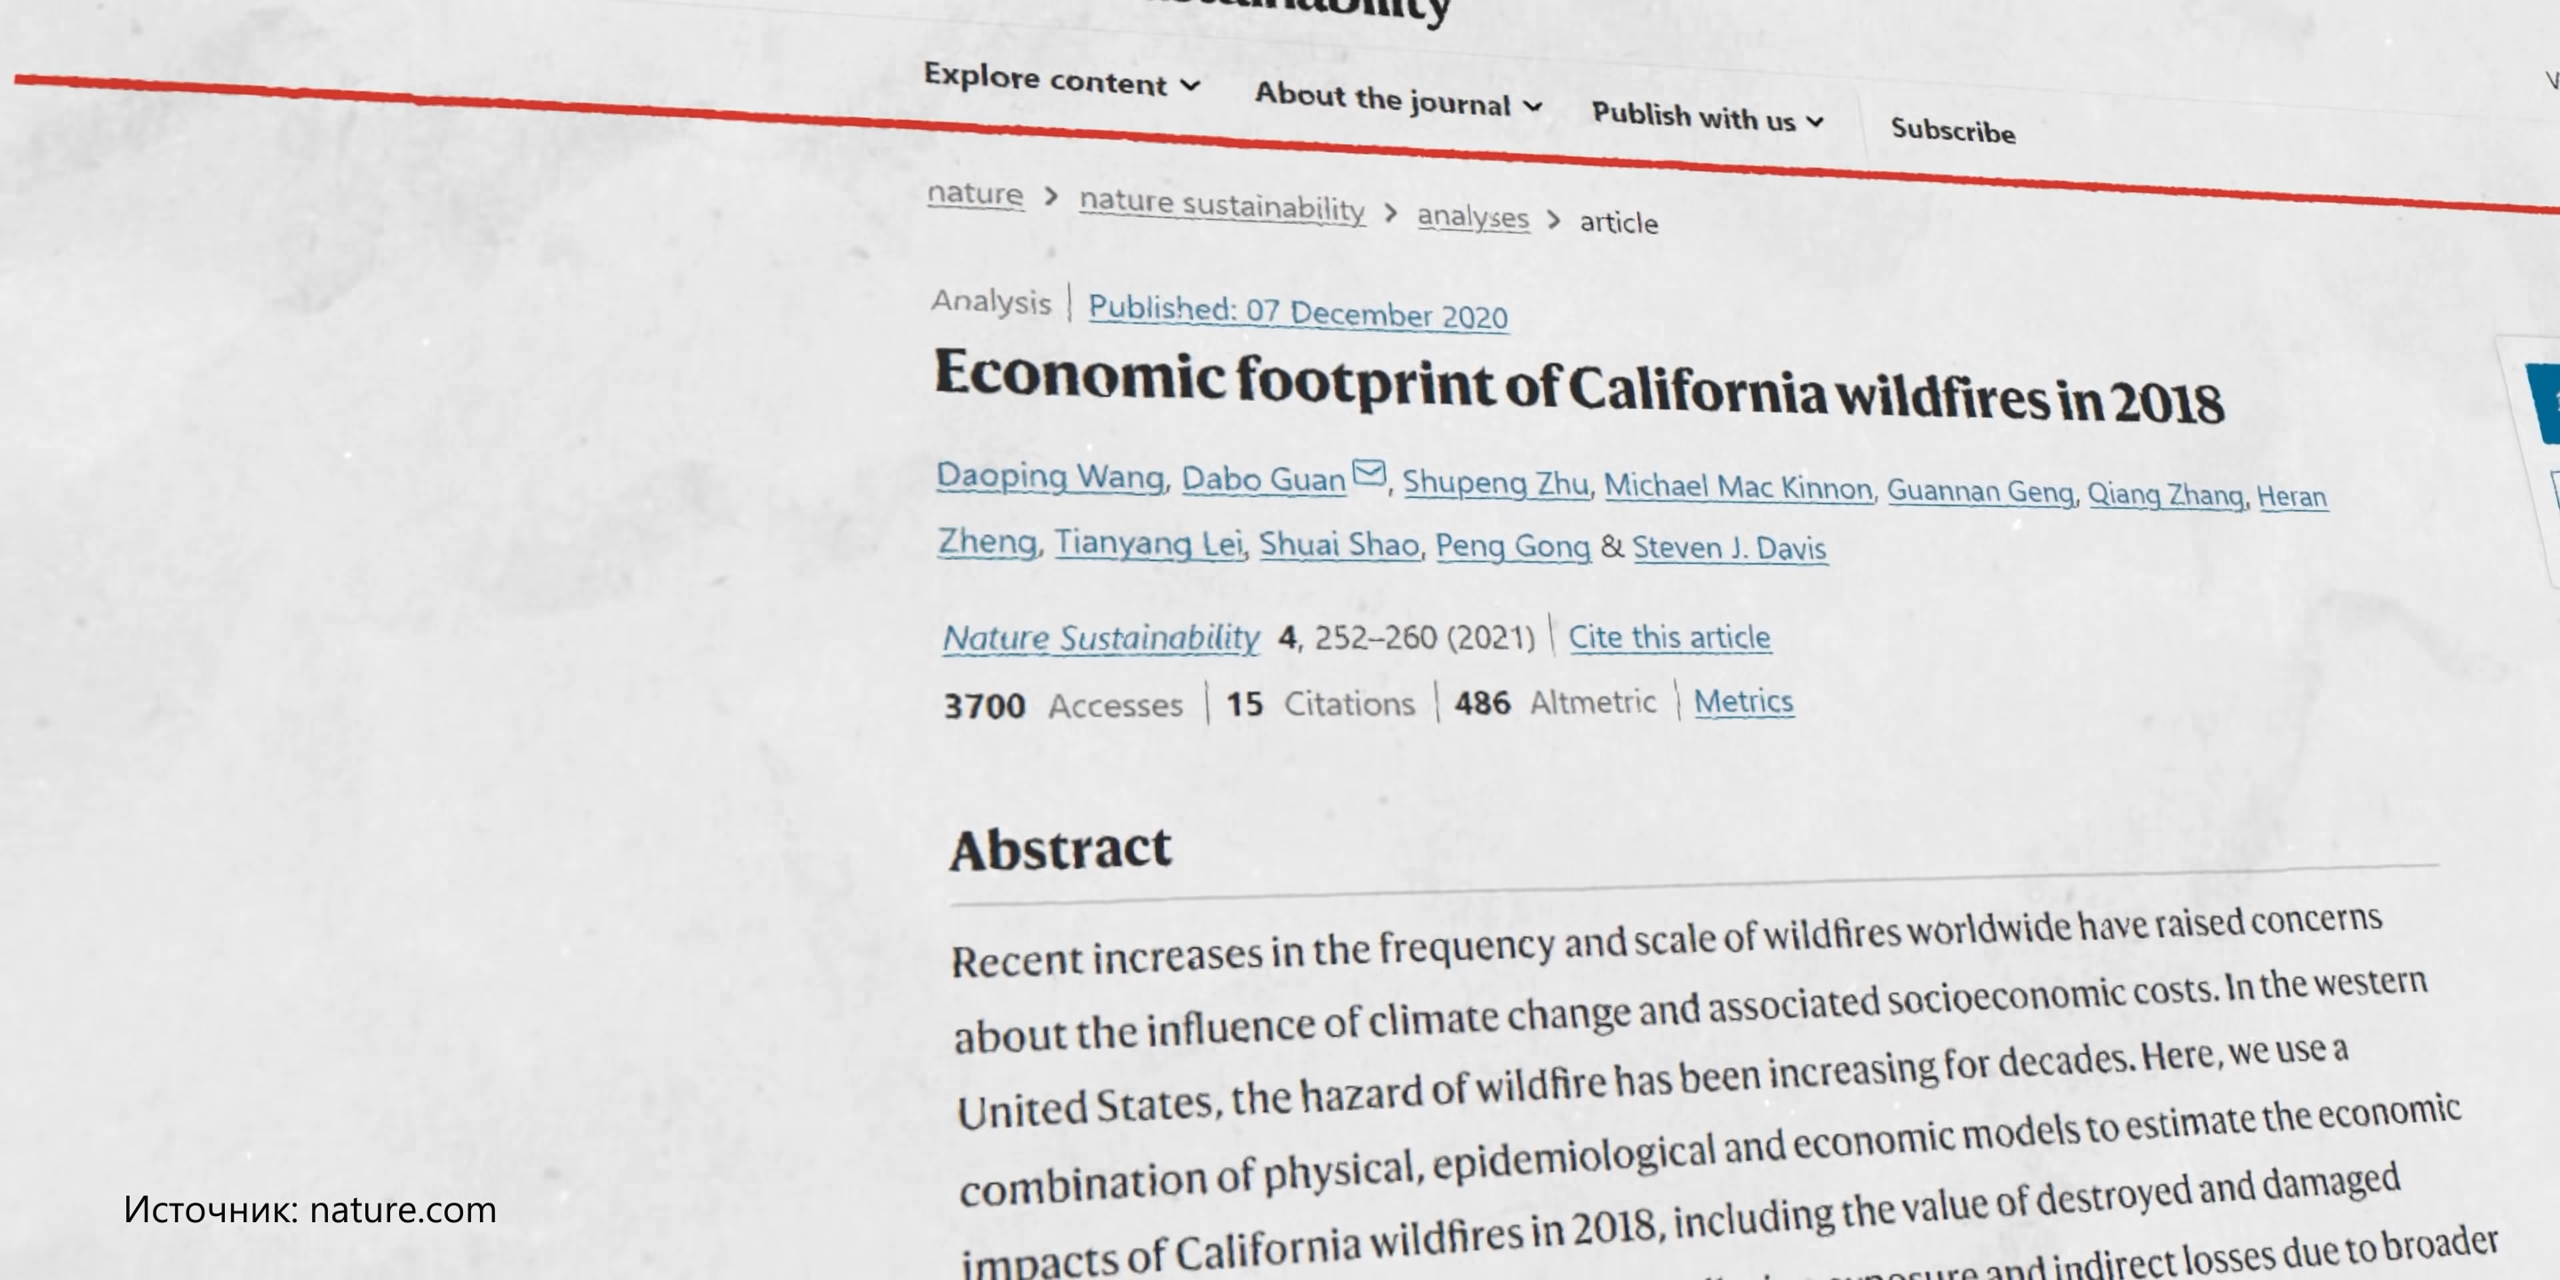 Explore content About the journal Publish with us Subscribe
nature > nature sustainability > analyses > article
Analysis | Published: 07 December 2020
Economic footprint of California wildfires in 2018
Daoping Wang, Dabo Guan, Shupeng Zhu, Michael Mac Kinnon, Guannan Geng, Qiang Zhang, Heran
Zheng, Tianyang Lei, Shuai Shao, Peng Gong & Steven J. Davis
Nature Sustainability 4, 252–260 (2021) | Cite this article
3700 Accesses | 15 Citations | 486 Altmetric | Metrics
Abstract
Recent increases in the frequency and scale of wildfires worldwide have raised concerns
about the influence of climate change and associated socioeconomic costs. In the western
United States, the hazard of wildfire has been increasing for decades. Here, we use a
combination of physical, epidemiological and economic models to estimate the economic
impacts of California wildfires in 2018, including the value of destroyed and damaged
and indirect losses due to broader
Источник: nature.com